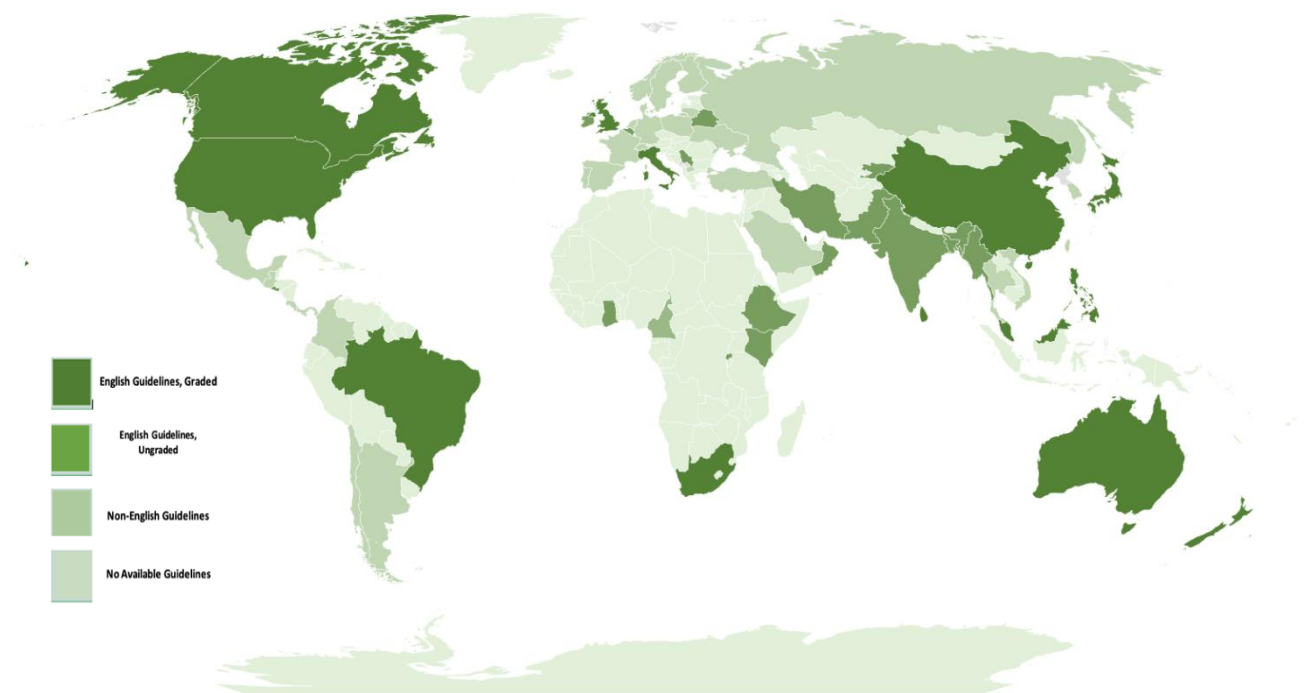 English Guidelines, Graded
English Guidelines,
Ungraded
Non-English Guidelines
No Available Guidelines